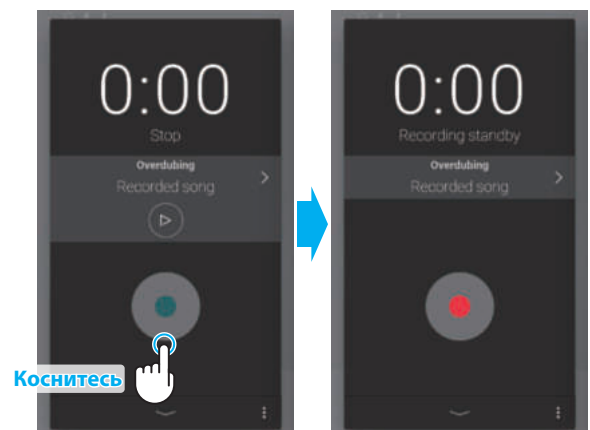 0:00
Stop
Overdubing
Recorded song
Коснитесь
0:00
Recording standby
Overdubing
Recorded song